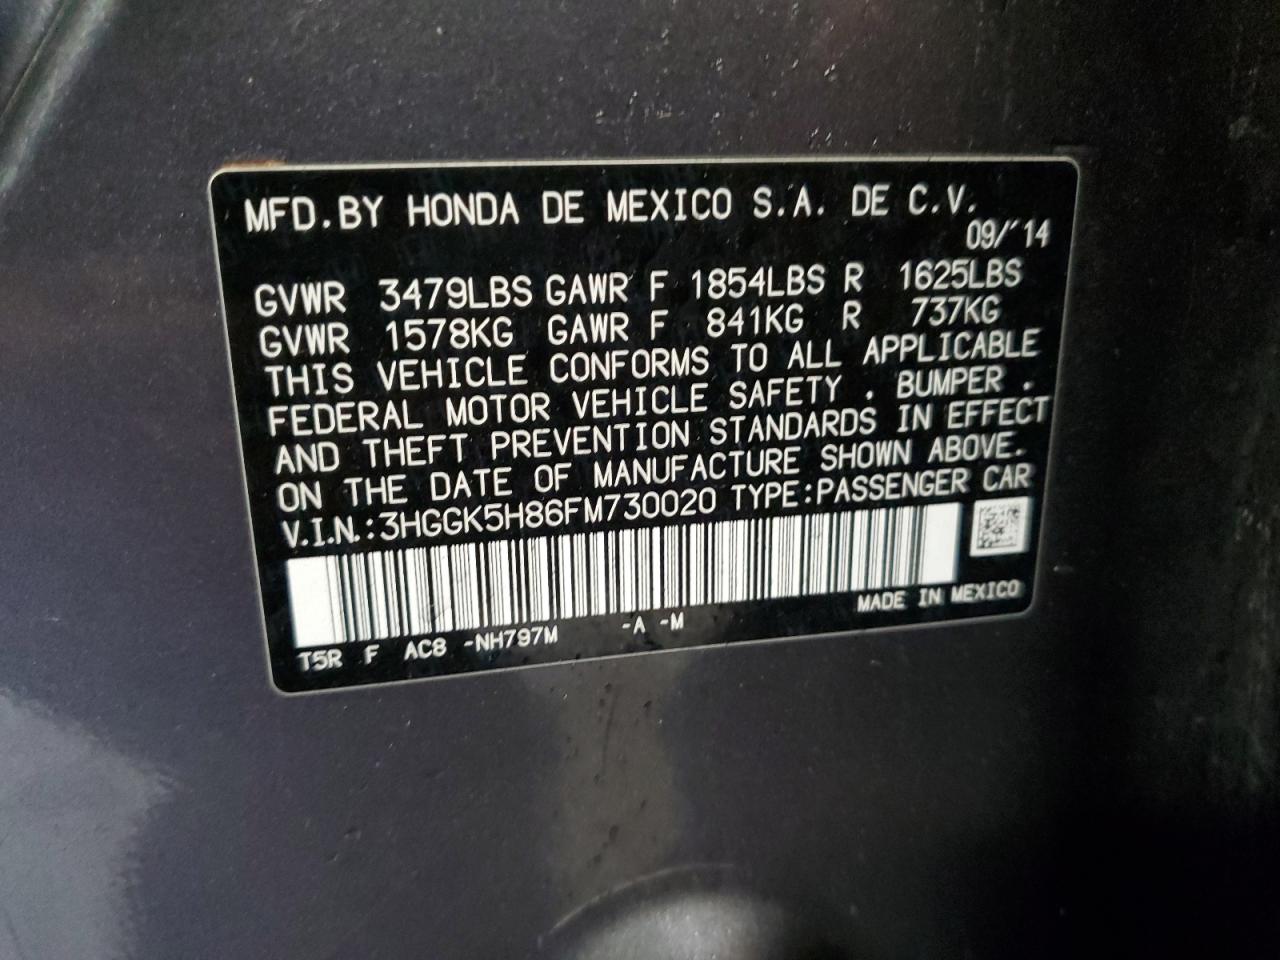 MFD.BY HONDA DE MEXICO S.A. DE C.V.
09/'14
GVWR 3479LBS GAWR F 1854LBS R 1625LBS
GVWR 1578KG GAWR F 841KG R 737KG
THIS VEHICLE CONFORMS TO ALL APPLICABLE
FEDERAL MOTOR VEHICLE SAFETY . BUMPER .
AND THEFT PREVENTION STANDARDS IN EFFECT
ON THE DATE OF MANUFACTURE SHOWN ABOVE.
V.I.N.:3HGGK5H86FM730020 TYPE:PASSENGER CAR
MADE IN MEXICO
T5R F AC8 -NH797M -A -M